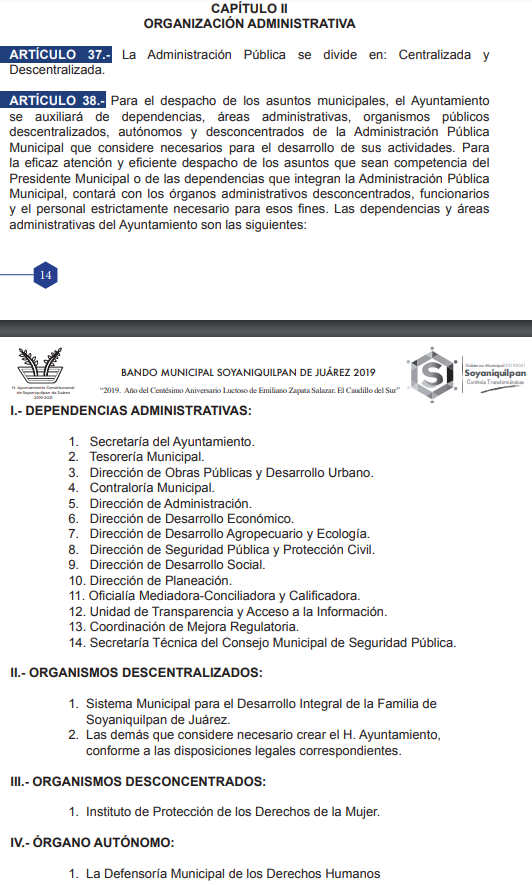 CAPÍTULO II
ORGANIZACIÓN ADMINISTRATIVA
ARTÍCULO 37.- La Administración Pública se divide en: Centralizada y
Descentralizada.
ARTÍCULO 38.- Para el despacho de los asuntos municipales, el Ayuntamiento
se auxiliará de dependencias, áreas administrativas, organismos públicos
descentralizados, autónomos y desconcentrados de la Administración Pública
Municipal que considere necesarios para el desarrollo de sus actividades. Para
la eficaz atención y eficiente despacho de los asuntos que sean competencia del
Presidente Municipal o de las dependencias que integran la Administración Pública
Municipal, contará con los órganos administrativos desconcentrados, funcionarios
y el personal estrictamente necesario para esos fines. Las dependencias y áreas
administrativas del Ayuntamiento son las siguientes:
14
H. Ayuntamiento Constitucional
de Soyaniquilpan de Juárez
2019-2021
BANDO MUNICIPAL SOYANIQUILPAN DE JUÁREZ 2019
“2019. Año del Centésimo Aniversario Luctoso de Emiliano Zapata Salazar. El Caudillo del Sur”
S
Soyaniquilpan
Continúa Transformándose
I.- DEPENDENCIAS ADMINISTRATIVAS:
1. Secretaría del Ayuntamiento.
2. Tesorería Municipal.
3. Dirección de Obras Públicas y Desarrollo Urbano.
4. Contraloría Municipal.
5. Dirección de Administración.
6. Dirección de Desarrollo Económico.
7. Dirección de Desarrollo Agropecuario y Ecología.
8. Dirección de Seguridad Pública y Protección Civil.
9. Dirección de Desarrollo Social.
10. Dirección de Planeación.
11. Oficialía Mediadora-Conciliadora y Calificadora.
12. Unidad de Transparencia y Acceso a la Información.
13. Coordinación de Mejora Regulatoria.
14. Secretaría Técnica del Consejo Municipal de Seguridad Pública.
II.- ORGANISMOS DESCENTRALIZADOS:
1. Sistema Municipal para el Desarrollo Integral de la Familia de
Soyaniquilpan de Juárez.
2. Las demás que considere necesario crear el H. Ayuntamiento,
conforme a las disposiciones legales correspondientes.
III.- ORGANISMOS DESCONCENTRADOS:
1. Instituto de Protección de los Derechos de la Mujer.
IV.- ÓRGANO AUTÓNOMO:
1. La Defensoría Municipal de los Derechos Humanos